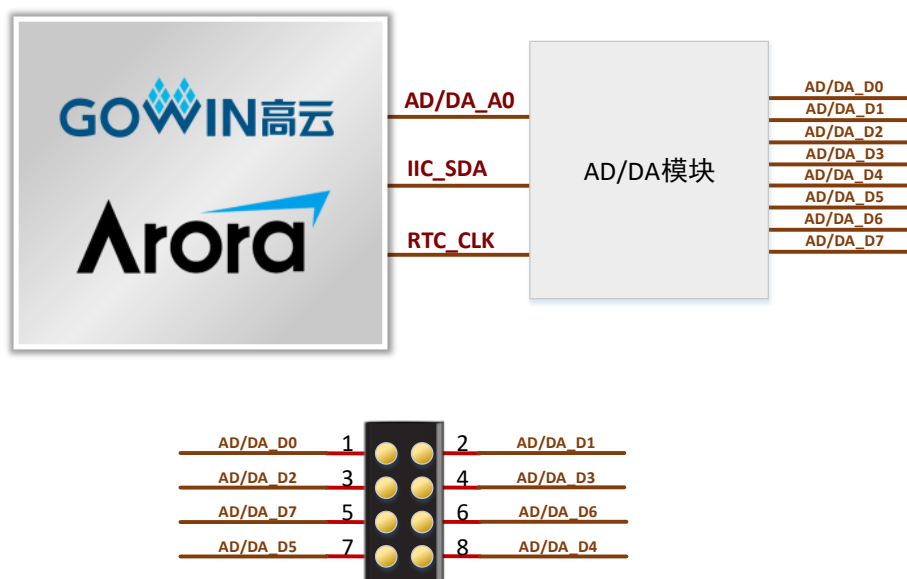 GOWIN高云
Arora
AD/DA_A0
IIC_SDA
RTC_CLK
AD/DA模块
AD/DA_D0
AD/DA_D1
AD/DA_D2
AD/DA_D3
AD/DA_D4
AD/DA_D5
AD/DA_D6
AD/DA_D7
AD/DA_D0 1 2 AD/DA_D1
AD/DA_D2 3 4 AD/DA_D3
AD/DA_D7 5 6 AD/DA_D6
AD/DA_D5 7 8 AD/DA_D4